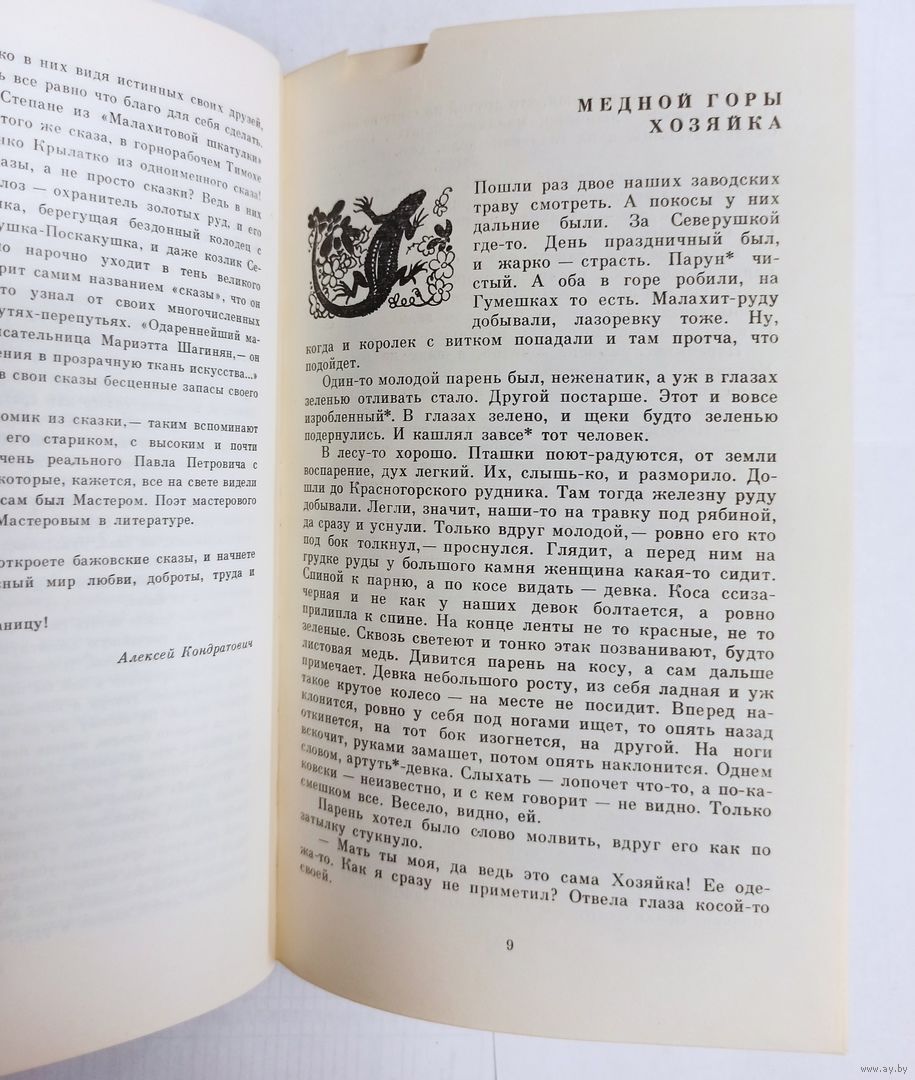 ко в них видя истинных своих друзей,
ь все равно что благо для себя сделать.
Степане из «Малахитовой шкатулки»
того же сказа, в горнорабочем Тимохе
нко Крылатко из одноименного сказа!
азы, а не просто сказки? Ведь в них
лоз — охранитель золотых руд, и его
нка, берегущая бездонный колодец с
ушка-Поскакушка, и даже козлик Се-
но нарочно уходит в тень великого
рит самим названием «сказы», что он
то узнал от своих многочисленных
утях-перепутьях. «Одареннейший ма-
сательница Мариэтта Шагинян,— он
ения в прозрачную ткань искусства...»
в свои сказы бесценные запасы своего
омик из сказки,— таким вспоминают
его стариком, с высоким и почти
чень реального Павла Петровича с
которые, кажется, все на свете видели
сам был Мастером. Поэт мастерового
Мастеровым в литературе.
откроете бажовские сказы, и начнете
сный мир любви, доброты, труда и
аницу!
Алексей Кондратович
МЕДНОЙ ГОРЫ
ХОЗЯЙКА
Пошли раз двое наших заводских
траву смотреть. А покосы у них
дальние были. За Северушкой
где-то. День праздничный был,
и жарко — страсть. Парун* чи-
стый. А оба в горе робили, на
Гумешках то есть. Малахит-руду
добывали, лазоревку тоже. Ну,
когда и королек с витком попадали и там протча, что
подойдет.
Один-то молодой парень был, неженатик, а уж в глазах
зеленью отливать стало. Другой постарше. Этот и вовсе
изробленный*. В глазах зелено, и щеки будто зеленью
подернулись. И кашлял завсе* тот человек.
В лесу-то хорошо. Пташки поют-радуются, от земли
воспарение, дух легкий. Их, слышь-ко, и разморило. До-
шли до Красногорского рудника. Там тогда железну руду
добывали. Легли, значит, наши-то на травку под рябиной,
да сразу и уснули. Только вдруг молодой,— ровно его кто
под бок толкнул,— проснулся. Глядит, а перед ним на
грудке руды у большого камня женщина какая-то сидит.
Спиной к парню, а по косе видать — девка. Коса ссиза-
черная и не как у наших девок болтается, а ровно
прилипла к спине. На конце ленты не то красные, не то
зеленые. Сквозь светеют и тонко этак позванивают, будто
листовая медь. Дивится парень на косу, а сам дальше
примечает. Девка небольшого росту, из себя ладная и уж
такое крутое колесо — на месте не посидит. Вперед на-
клонится, ровно у себя под ногами ищет, то опять назад
откинется, на тот бок изогнется, на другой. На ноги
вскочит, руками замашет, потом опять наклонится. Однем
словом, артуть*-девка. Слыхать — лопочет что-то, а по-ка-
ковски — неизвестно, и с кем говорит — не видно. Только
смешком все. Весело, видно, ей.
Парень хотел было слово молвить, вдруг его как по
затылку стукнуло.
— Мать ты моя, да ведь это сама Хозяйка! Ее оде-
жа-то. Как я сразу не приметил? Отвела глаза косой-то
своей.
9
www.ay.by